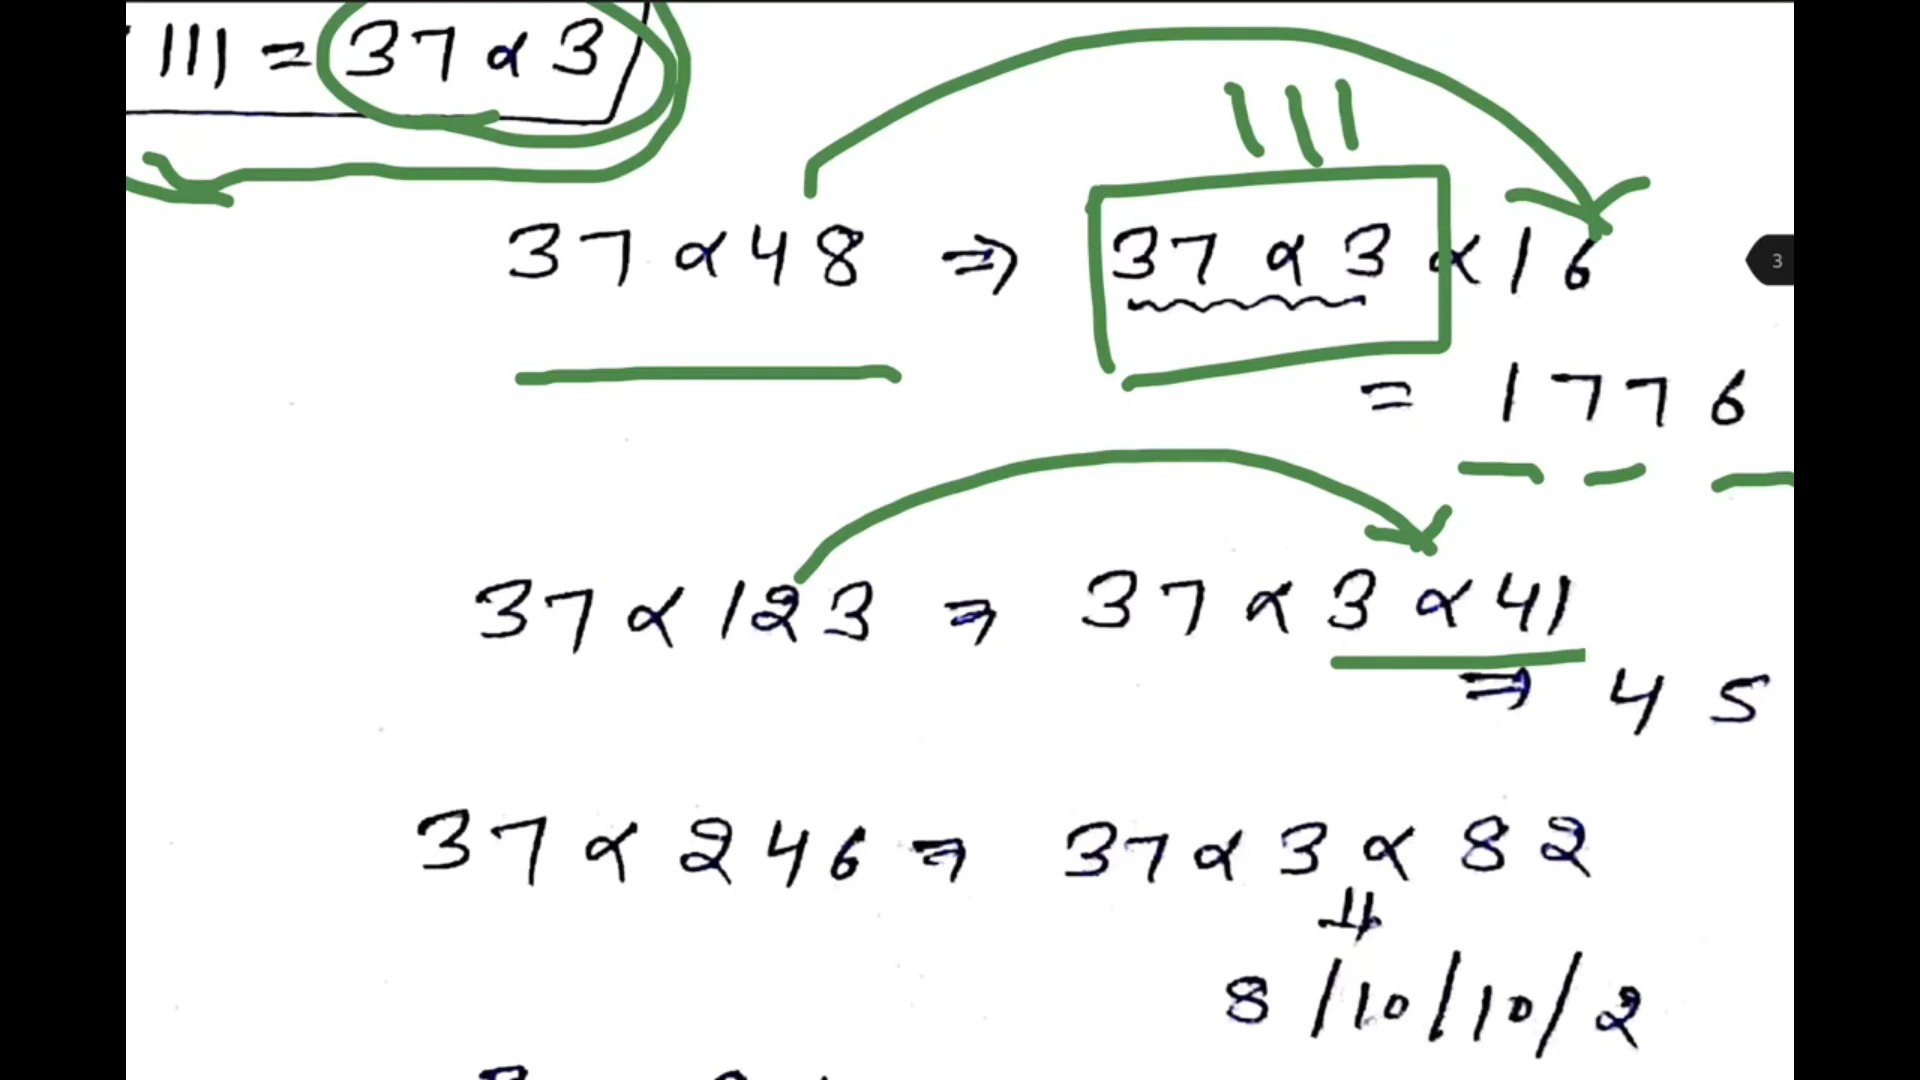 111 = 37 × 3
111
37 × 48 ⇒ 37 × 3 × 16
3
= 1776
37 × 123 ⇒ 37 × 3 × 41
⇒ 45
37 × 246 ⇒ 37 × 3 × 82
8/10/10/2